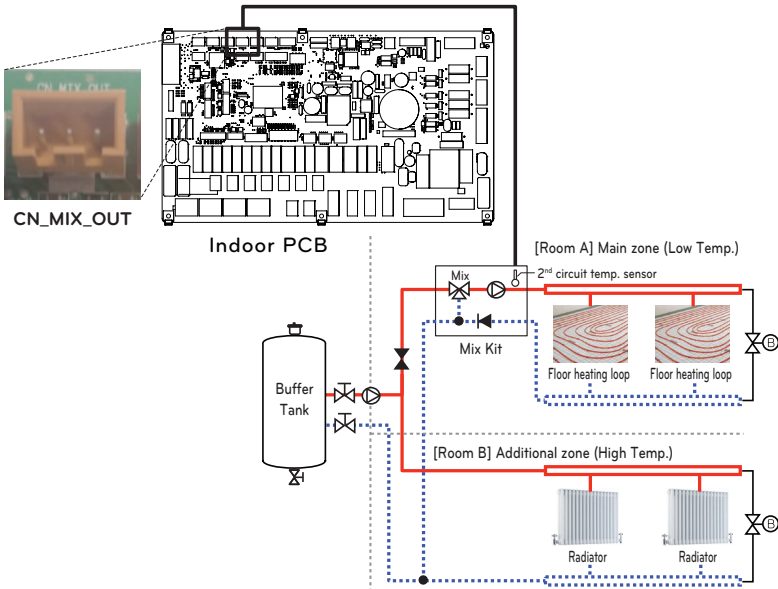 CN_MIX_OUT
CN_MIX_OUT
Indoor PCB
[Room A] Main zone (Low Temp.)
Mix
2nd circuit temp. sensor
Mix Kit
Floor heating loop
Floor heating loop
B
Buffer
Tank
[Room B] Additional zone (High Temp.)
B
Radiator
Radiator